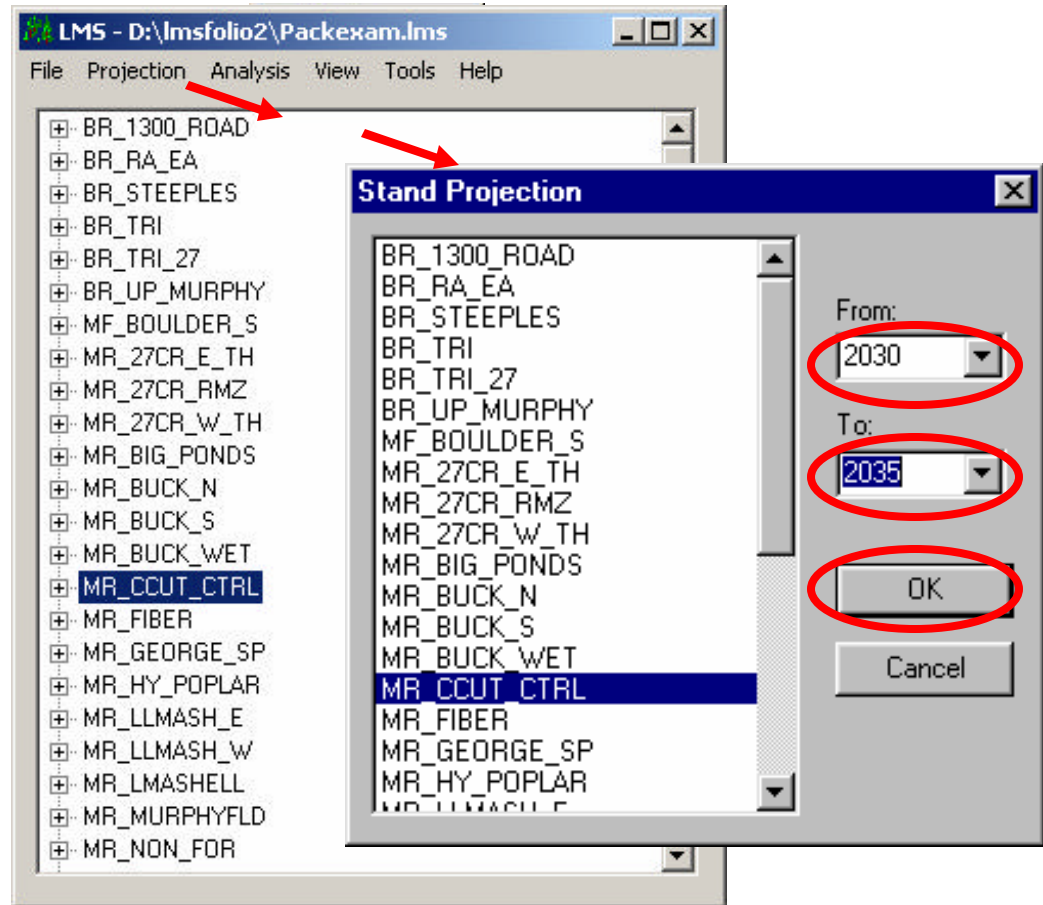 LMS - D:\lmsfolio2\Packexam.lms
File Projection Analysis View Tools Help
BR_1300_ROAD
BR_RA_EA
BR_STEEPLES
BR_TRI
BR_TRI_27
BR_UP_MURPHY
MF_BOULDER_S
MR_27CR_E_TH
MR_27CR_RMZ
MR_27CR_W_TH
MR_BIG_PONDS
MR_BUCK_N
MR_BUCK_S
MR_BUCK_WET
MR_CCUT_CTRL
MR_FIBER
MR_GEORGE_SP
MR_HY_POPLAR
MR_LLMASH_E
MR_LLMASH_W
MR_LMASHELL
MR_MURPHYFLD
MR_NON_FOR
Stand Projection
BR_1300_ROAD
BR_RA_EA
BR_STEEPLES
BR_TRI
BR_TRI_27
BR_UP_MURPHY
MF_BOULDER_S
MR_27CR_E_TH
MR_27CR_RMZ
MR_27CR_W_TH
MR_BIG_PONDS
MR_BUCK_N
MR_BUCK_S
MR_BUCK_WET
MR_CCUT_CTRL
MR_FIBER
MR_GEORGE_SP
MR_HY_POPLAR
MR_LLMASH_E
From:
2030
To:
2035
OK
Cancel